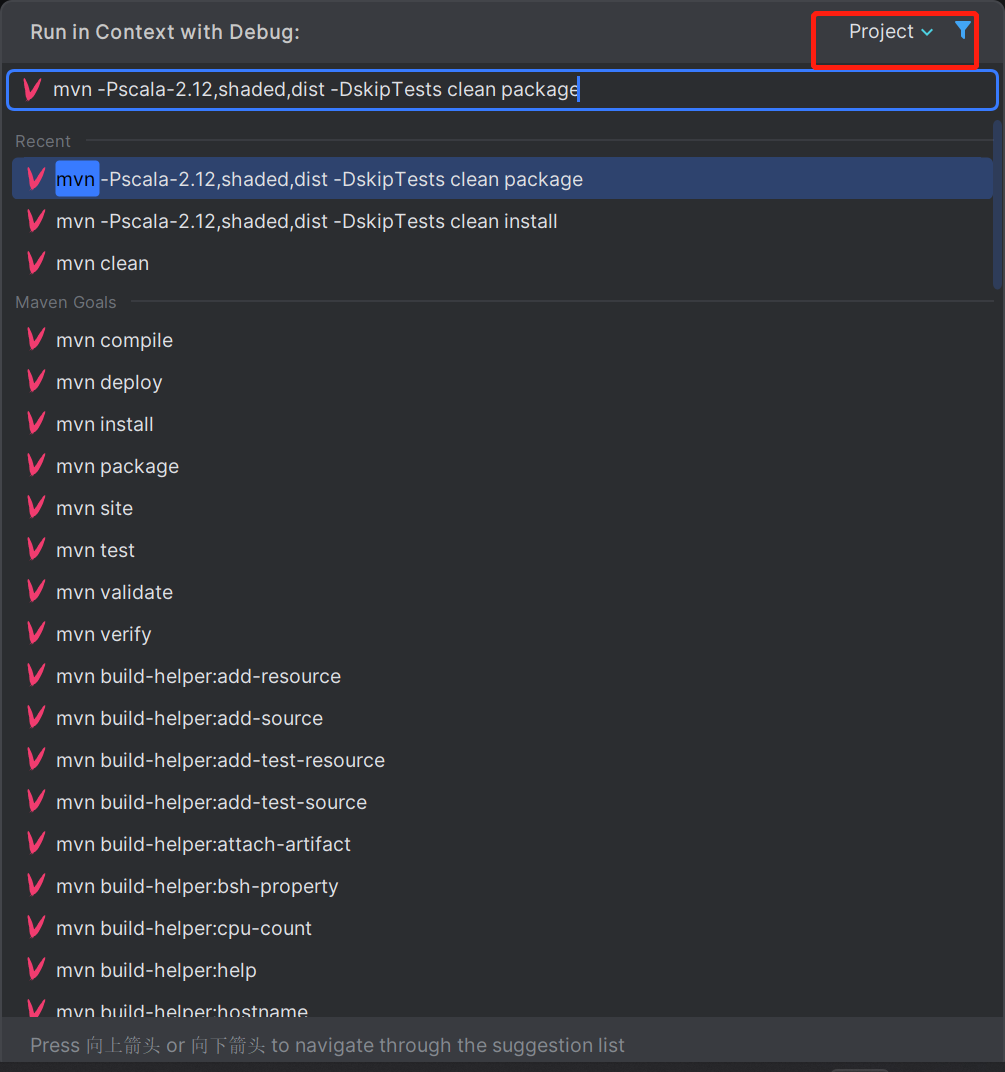 Run in Context with Debug:
Project
mvn -Pscala-2.12,shaded,dist -DskipTests clean package
Recent
mvn -Pscala-2.12,shaded,dist -DskipTests clean package
mvn -Pscala-2.12,shaded,dist -DskipTests clean install
mvn clean
Maven Goals
mvn compile
mvn deploy
mvn install
mvn package
mvn site
mvn test
mvn validate
mvn verify
mvn build-helper:add-resource
mvn build-helper:add-source
mvn build-helper:add-test-resource
mvn build-helper:add-test-source
mvn build-helper:attach-artifact
mvn build-helper:bsh-property
mvn build-helper:cpu-count
mvn build-helper:help
mvn build-helper:hostname
Press 向上箭头 or 向下箭头 to navigate through the suggestion list